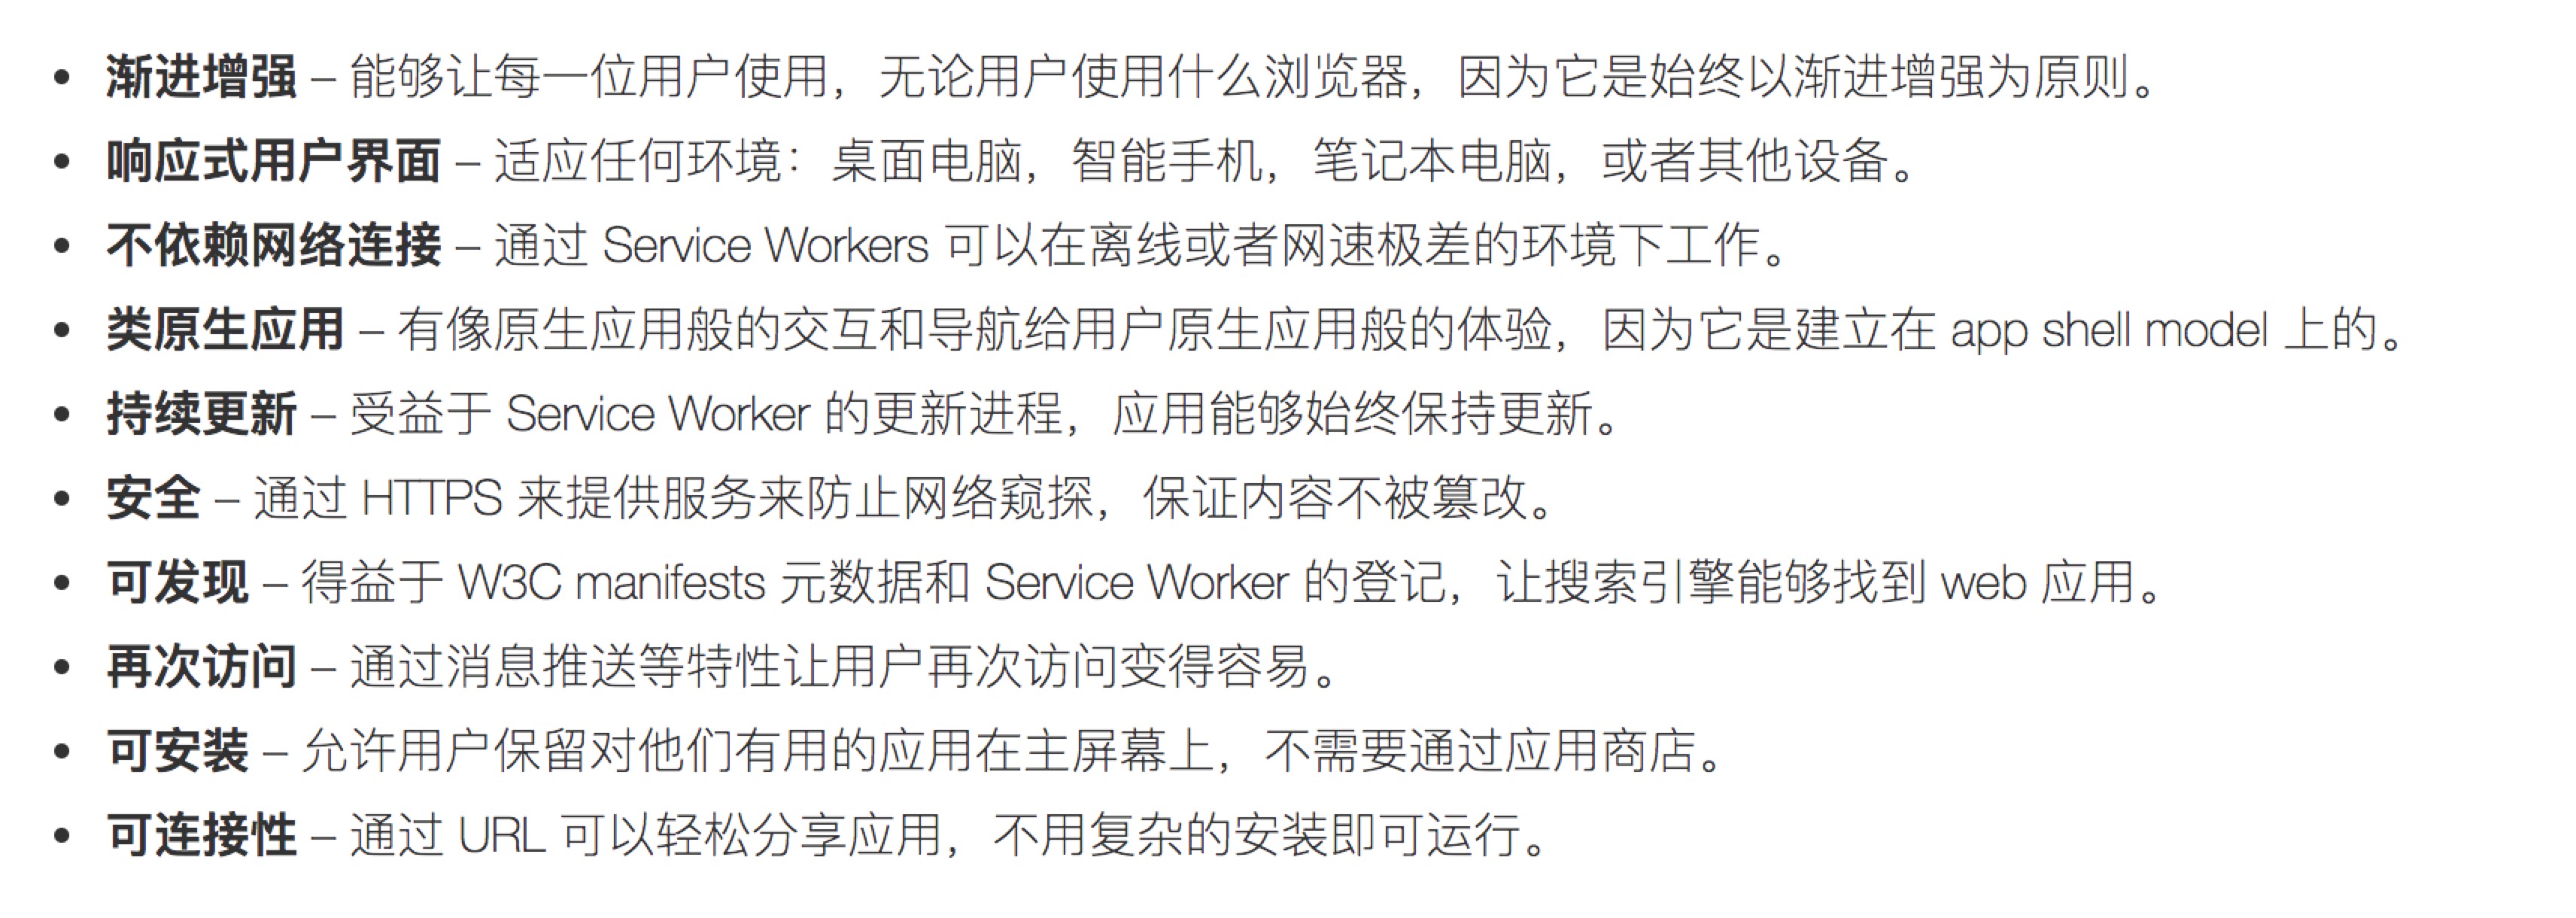 • 渐进增强 – 能够让每一位用户使用，无论用户使用什么浏览器，因为它是始终以渐进增强为原则。
• 响应式用户界面 – 适应任何环境：桌面电脑，智能手机，笔记本电脑，或者其他设备。
• 不依赖网络连接 – 通过 Service Workers 可以在离线或者网速极差的环境下工作。
• 类原生应用 – 有像原生应用般的交互和导航给用户原生应用般的体验，因为它是建立在 app shell model 上的。
• 持续更新 – 受益于 Service Worker 的更新进程，应用能够始终保持更新。
• 安全 – 通过 HTTPS 来提供服务来防止网络窥探，保证内容不被篡改。
• 可发现 – 得益于 W3C manifests 元数据和 Service Worker 的登记，让搜索引擎能够找到 web 应用。
• 再次访问 – 通过消息推送等特性让用户再次访问变得容易。
• 可安装 – 允许用户保留对他们有用的应用在主屏幕上，不需要通过应用商店。
• 可连接性 – 通过 URL 可以轻松分享应用，不用复杂的安装即可运行。